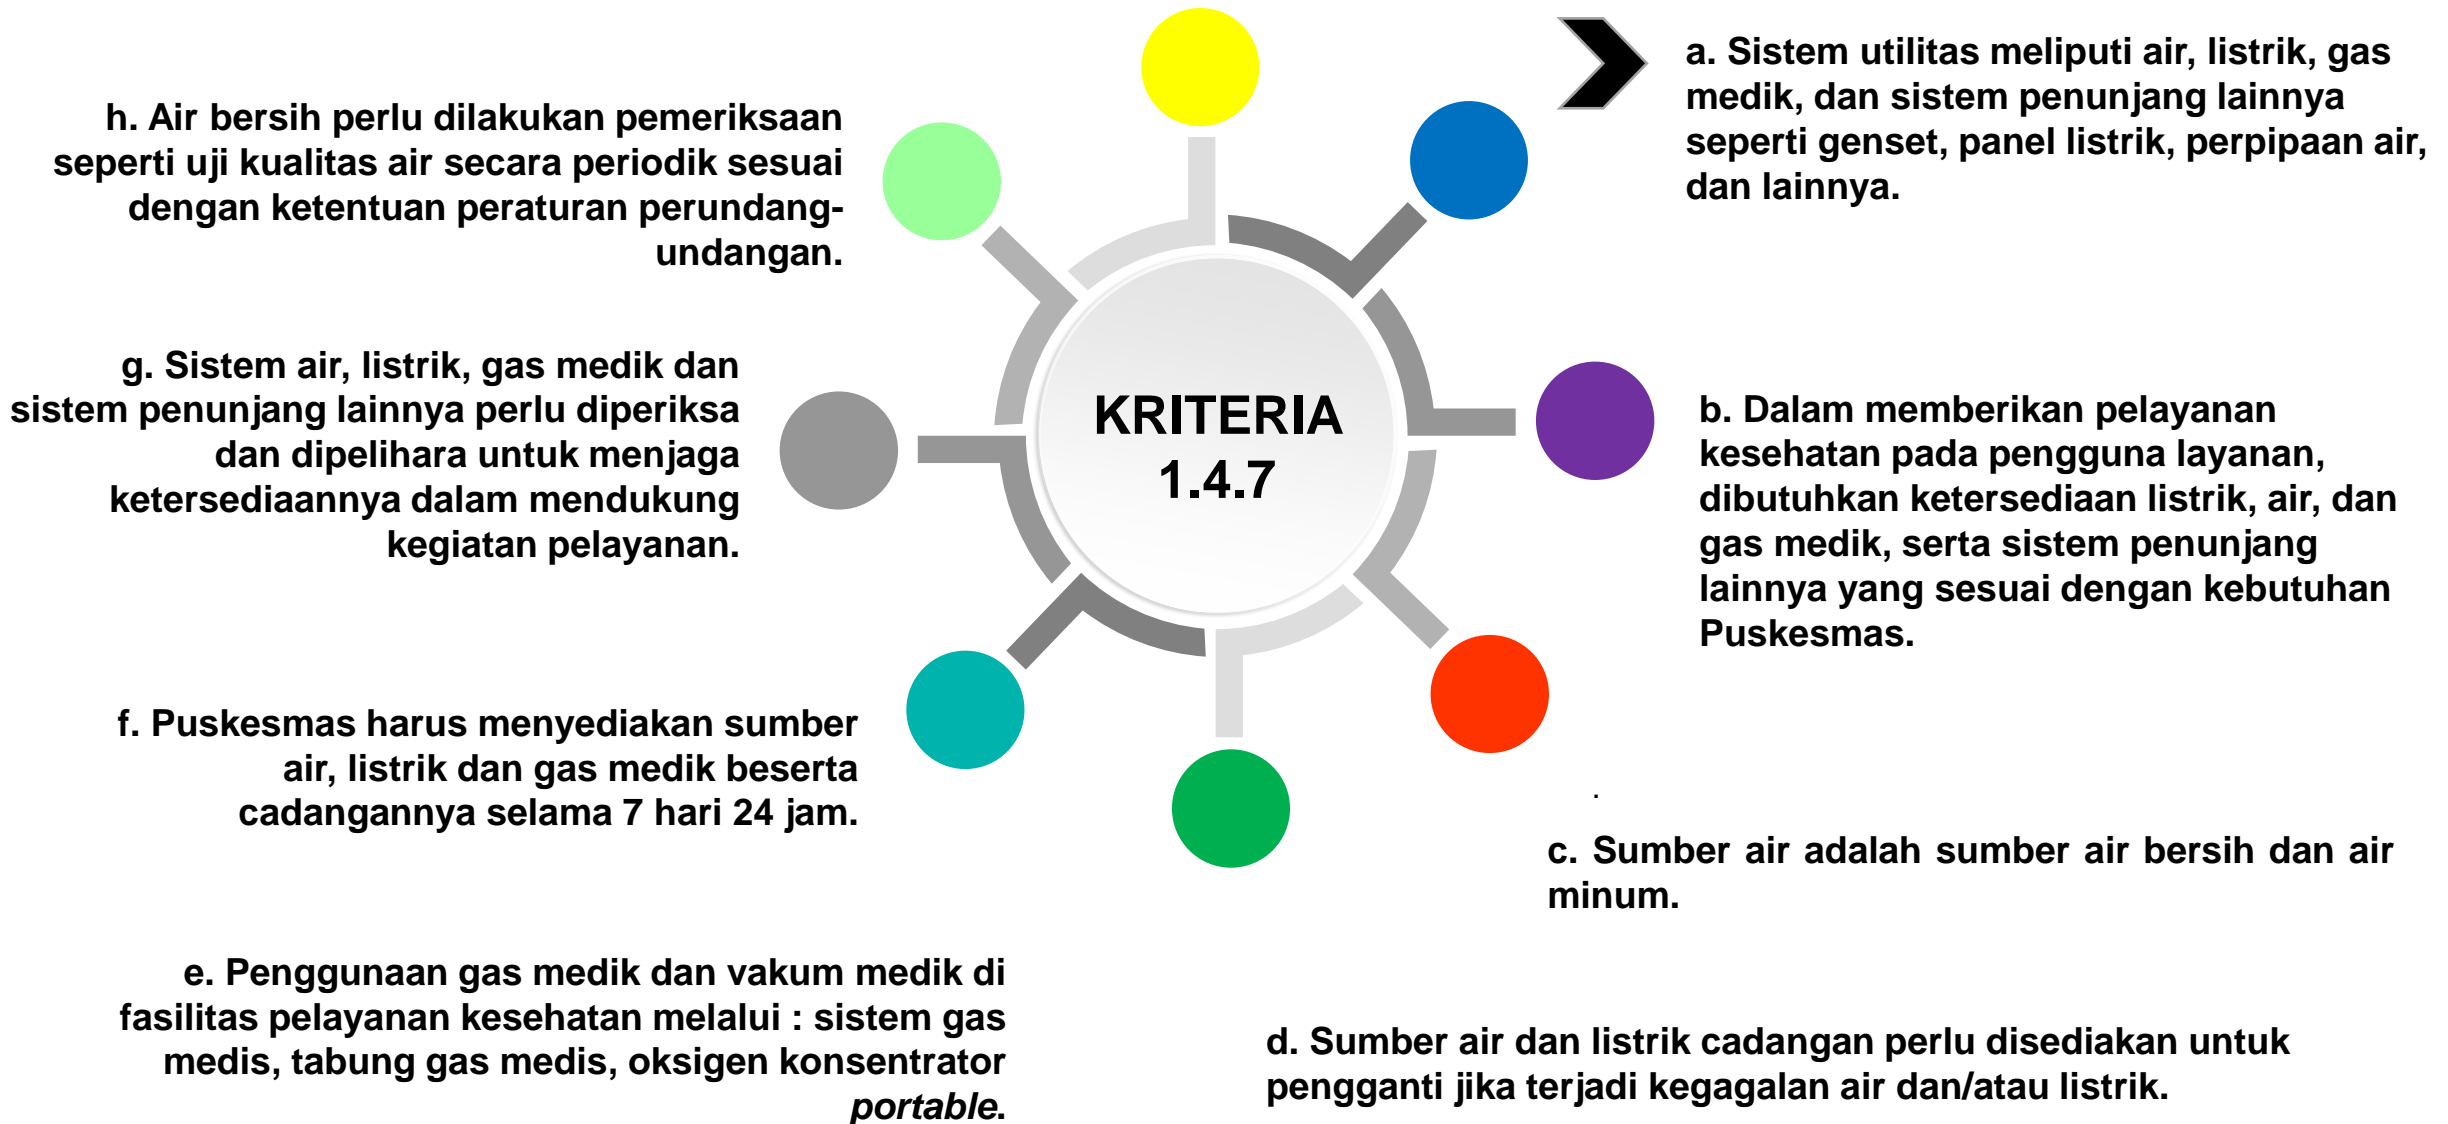 KRITERIA
1.4.7
a. Sistem utilitas meliputi air, listrik, gas
medik, dan sistem penunjang lainnya
seperti genset, panel listrik, perpipaan air,
dan lainnya.
b. Dalam memberikan pelayanan
kesehatan pada pengguna layanan,
dibutuhkan ketersediaan listrik, air, dan
gas medik, serta sistem penunjang
lainnya yang sesuai dengan kebutuhan
Puskesmas.
.
c. Sumber air adalah sumber air bersih dan air
minum.
d. Sumber air dan listrik cadangan perlu disediakan untuk
pengganti jika terjadi kegagalan air dan/atau listrik.
e. Penggunaan gas medik dan vakum medik di
fasilitas pelayanan kesehatan melalui : sistem gas
medis, tabung gas medis, oksigen konsentrator
portable.
f. Puskesmas harus menyediakan sumber
air, listrik dan gas medik beserta
cadangannya selama 7 hari 24 jam.
g. Sistem air, listrik, gas medik dan
sistem penunjang lainnya perlu diperiksa
dan dipelihara untuk menjaga
ketersediaannya dalam mendukung
kegiatan pelayanan.
h. Air bersih perlu dilakukan pemeriksaan
seperti uji kualitas air secara periodik sesuai
dengan ketentuan peraturan perundang-
undangan.